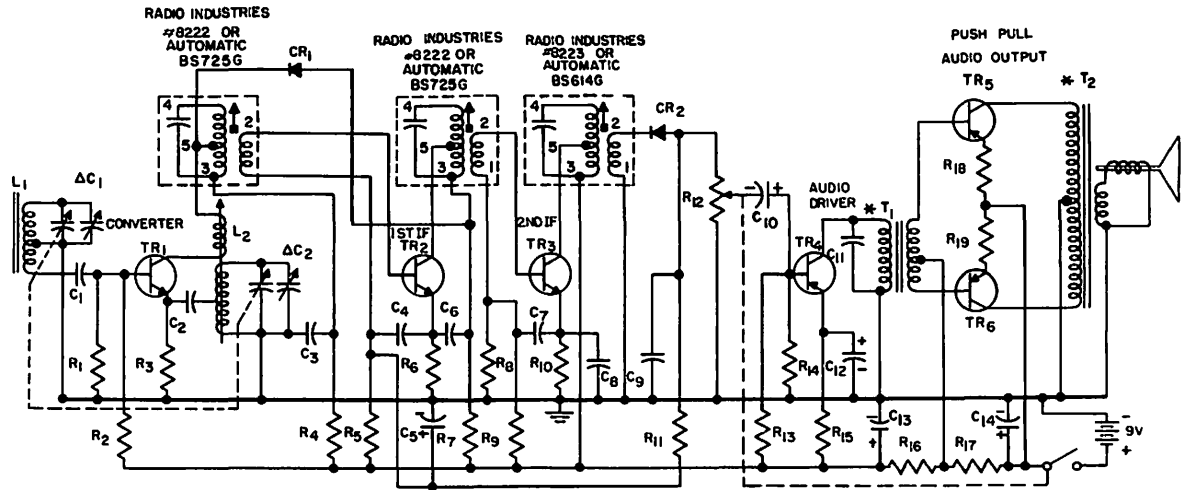 RADIO INDUSTRIES
#8222 OR
AUTOMATIC
BS725G
CR1
RADIO INDUSTRIES
#8222 OR
AUTOMATIC
BS725G
RADIO INDUSTRIES
#8223 OR
AUTOMATIC
BS614G
CR2
PUSH PULL
AUDIO OUTPUT
TR5
* T2
4
5
3
2
4
5
3
2
1
4
5
3
2
1
L1
ΔC1
CONVERTER
TR1
L2
ΔC2
C1
C2
C3
R1
R3
R2
R4
R5
1ST IF
TR2
C4
C6
R6
C5
+
R7
2ND IF
TR3
R8
C7
R10
R9
C8
C9
R11
R12
- +
C10
AUDIO
DRIVER
TR4
C11
* T1
R14
C12
+
-
R13
R15
C13
-
+
R16
R17
C14
-
+
R18
R19
TR6
-
9V
+